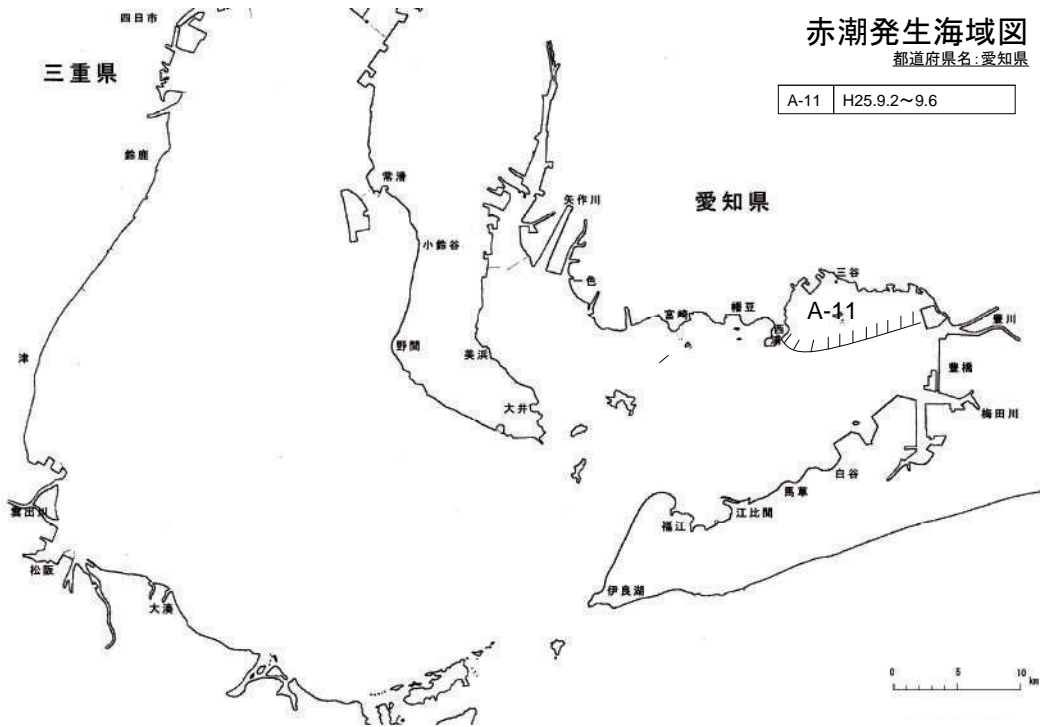 赤潮発生海域図
都道府県名:愛知県
A-11 H25.9.2～9.6
四日市
三重県
鈴鹿
常滑
矢作川
愛知県
小鈴谷
一色
三谷
A-11
宮崎
幡豆
西浦
豊川
津
野間
美浜
豊橋
大井
梅田川
白谷
馬草
江比間
福江
雲出川
松阪
大湊
伊良湖
0 5 10
km